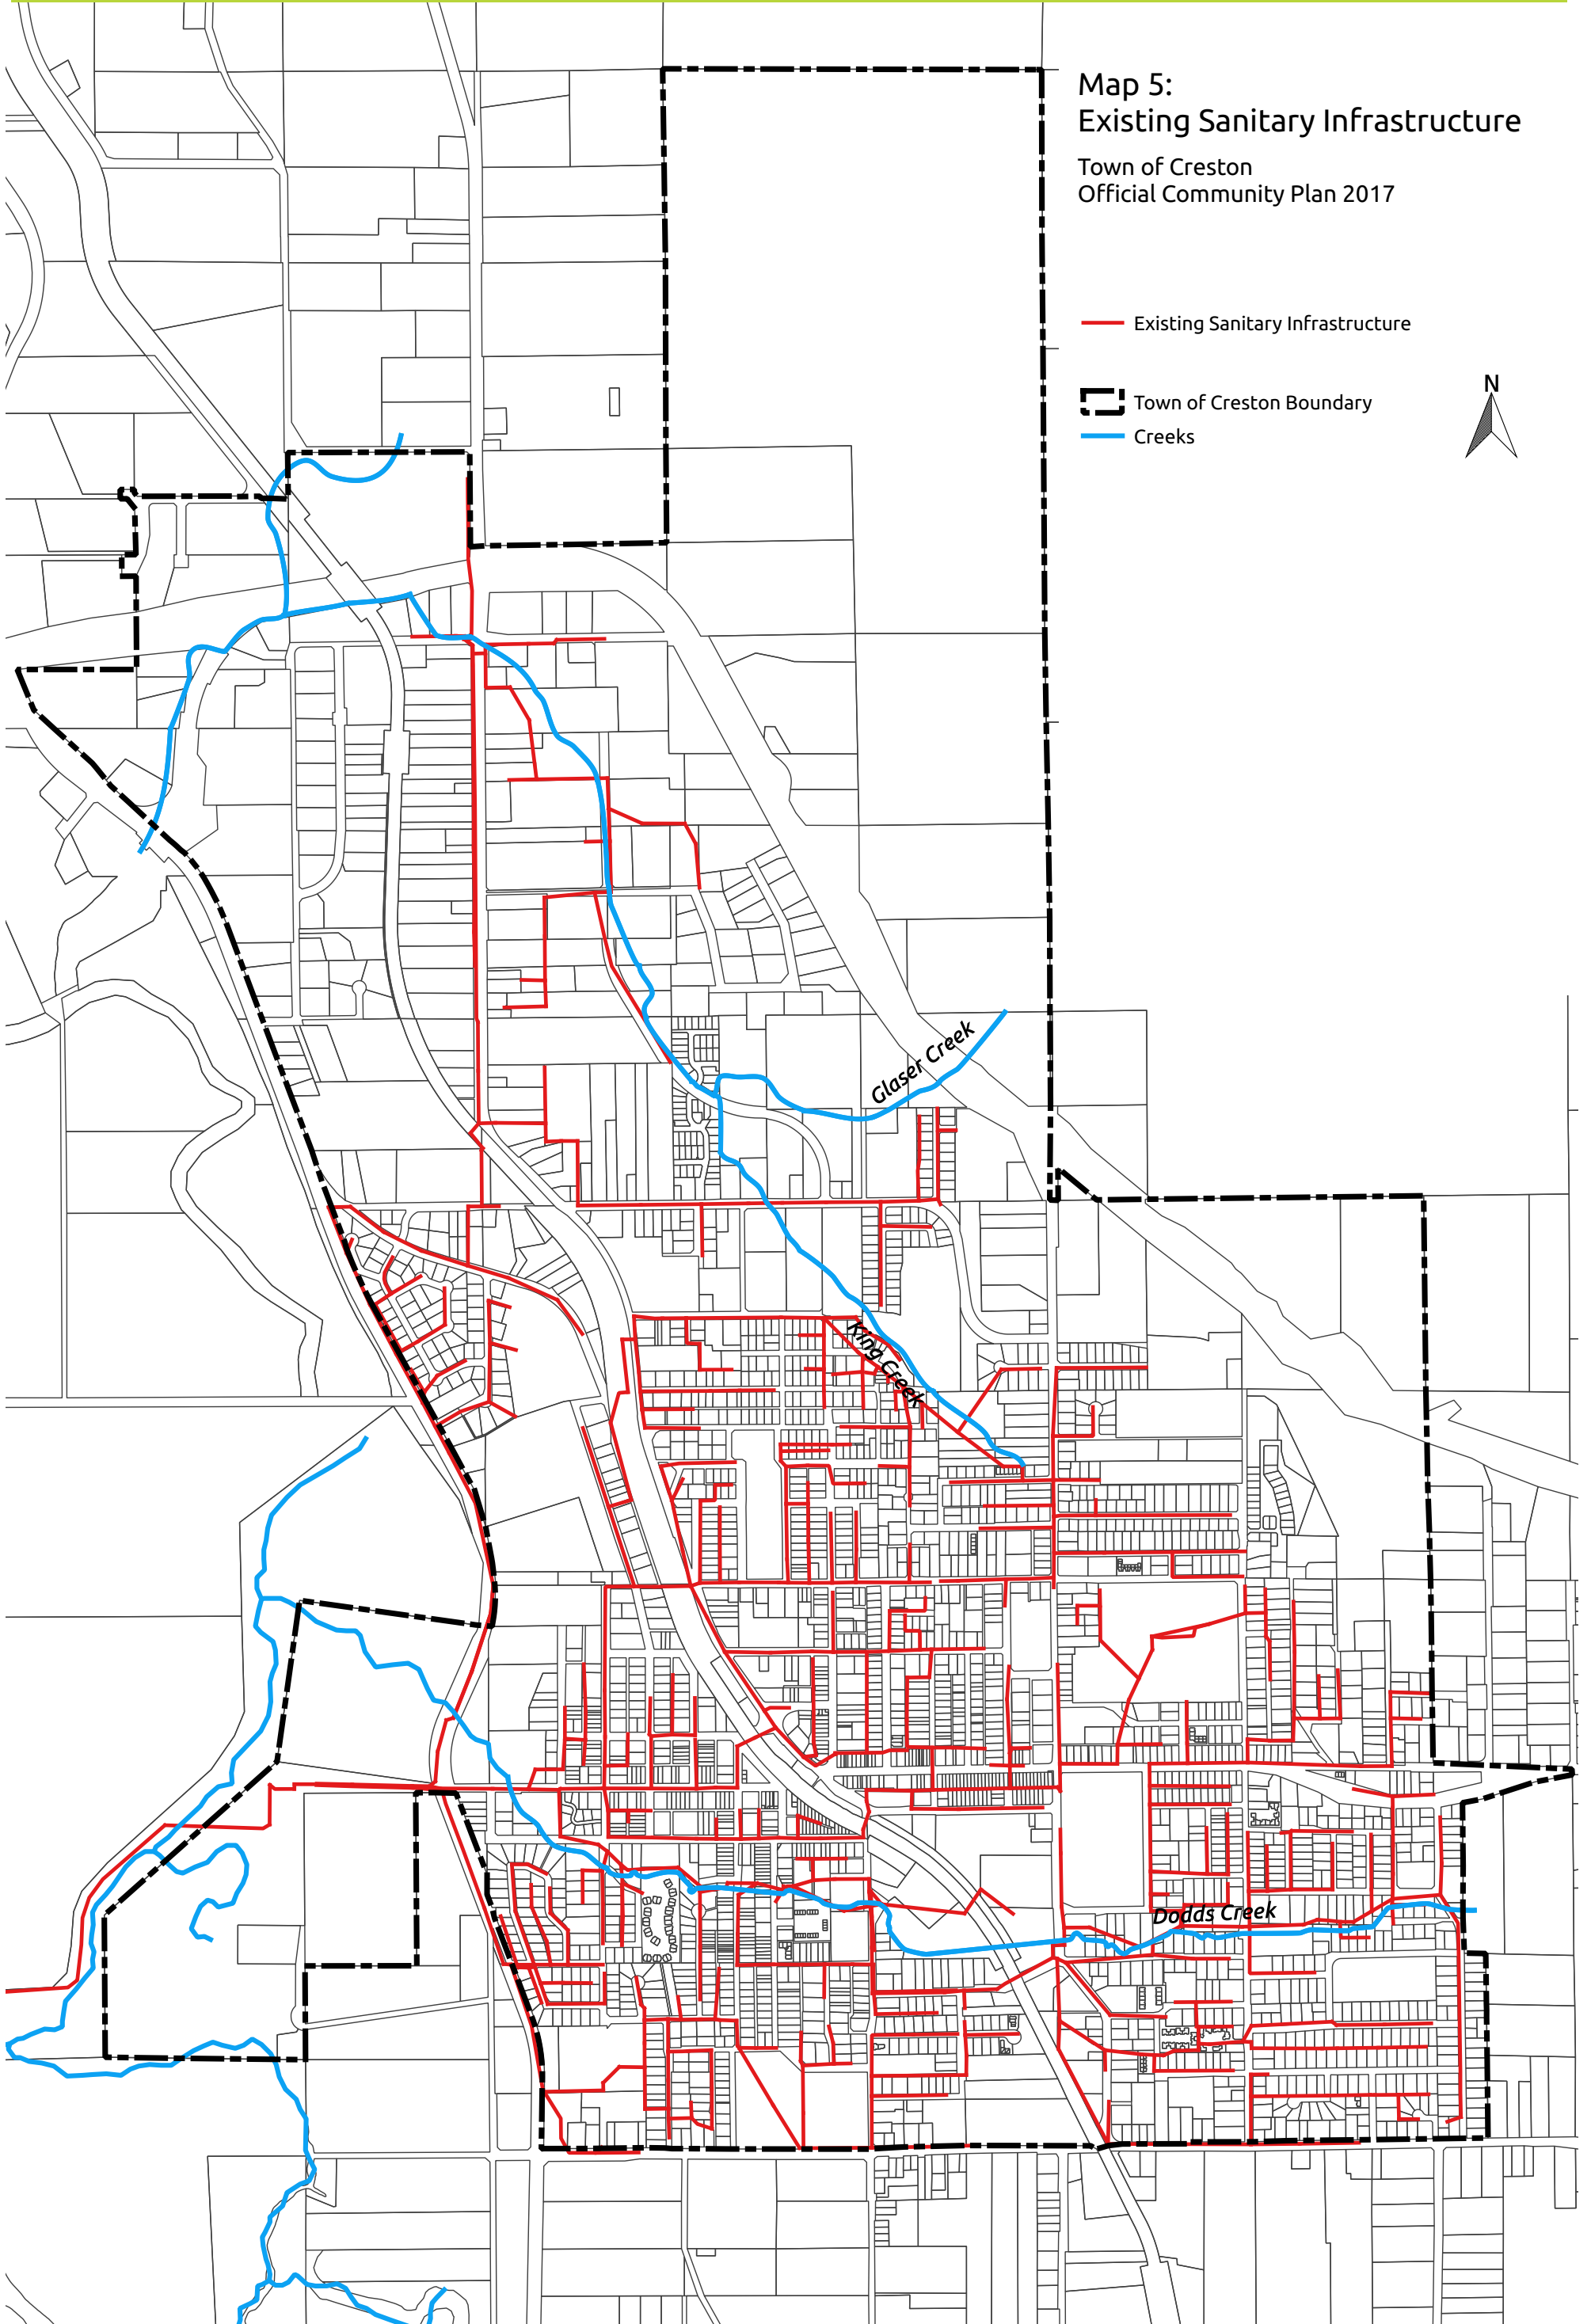 Map 5:
Existing Sanitary Infrastructure
Town of Creston
Official Community Plan 2017
Existing Sanitary Infrastructure
N
Town of Creston Boundary
Creeks
Glaser Creek
King Creek
Dodds Creek